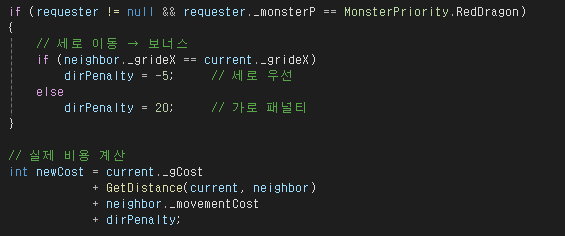 if (requester != null && requester._monsterP == MonsterPriority.RedDragon)
{
// 세로 이동 → 보너스
if (neighbor._grideX == current._grideX)
dirPenalty = -5; // 세로 우선
else
dirPenalty = 20; // 가로 패널티
}
// 실제 비용 계산
int newCost = current._gCost
+ GetDistance(current, neighbor)
+ neighbor._movementCost
+ dirPenalty;